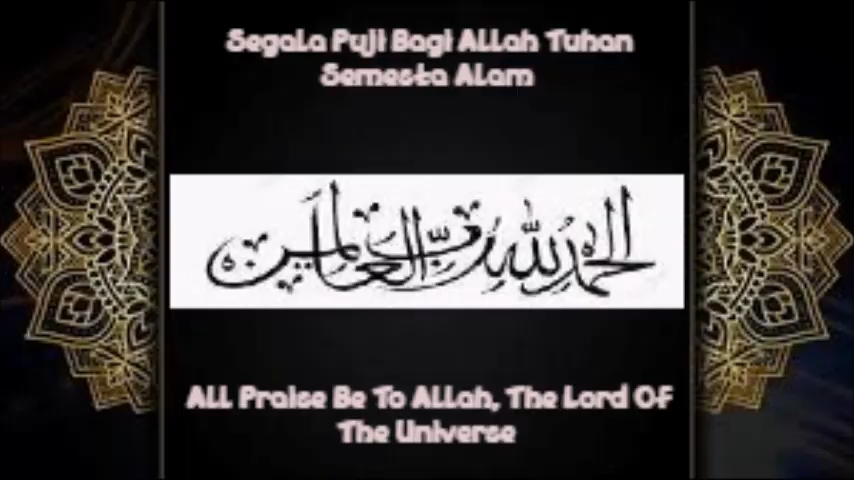 Segala Puji Bagi Allah Tuhan
Semesta Alam
الحمد لله رب العالمين
All Praise Be To Allah, The Lord Of
The Universe